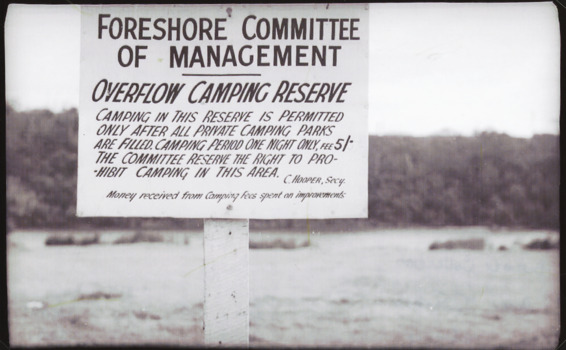 FORESHORE COMMITTEE
OF MANAGEMENT
OVERFLOW CAMPING RESERVE
CAMPING IN THIS RESERVE IS PERMITTED
ONLY AFTER ALL PRIVATE CAMPING PARKS
ARE FILLED. CAMPING PERIOD ONE NIGHT ONLY, FEE 5/-
THE COMMITTEE RESERVE THE RIGHT TO PRO-
-HIBIT CAMPING IN THIS AREA.
C. HOOPER, Secy.
Money received from Camping Fees spent on improvements